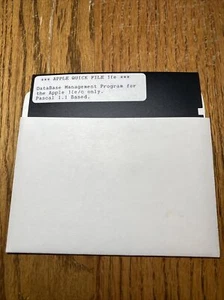 *** APPLE QUICK FILE IIe ***
DataBase Management Program for
the Apple IIe/c only.
Pascal 1.1 Based.